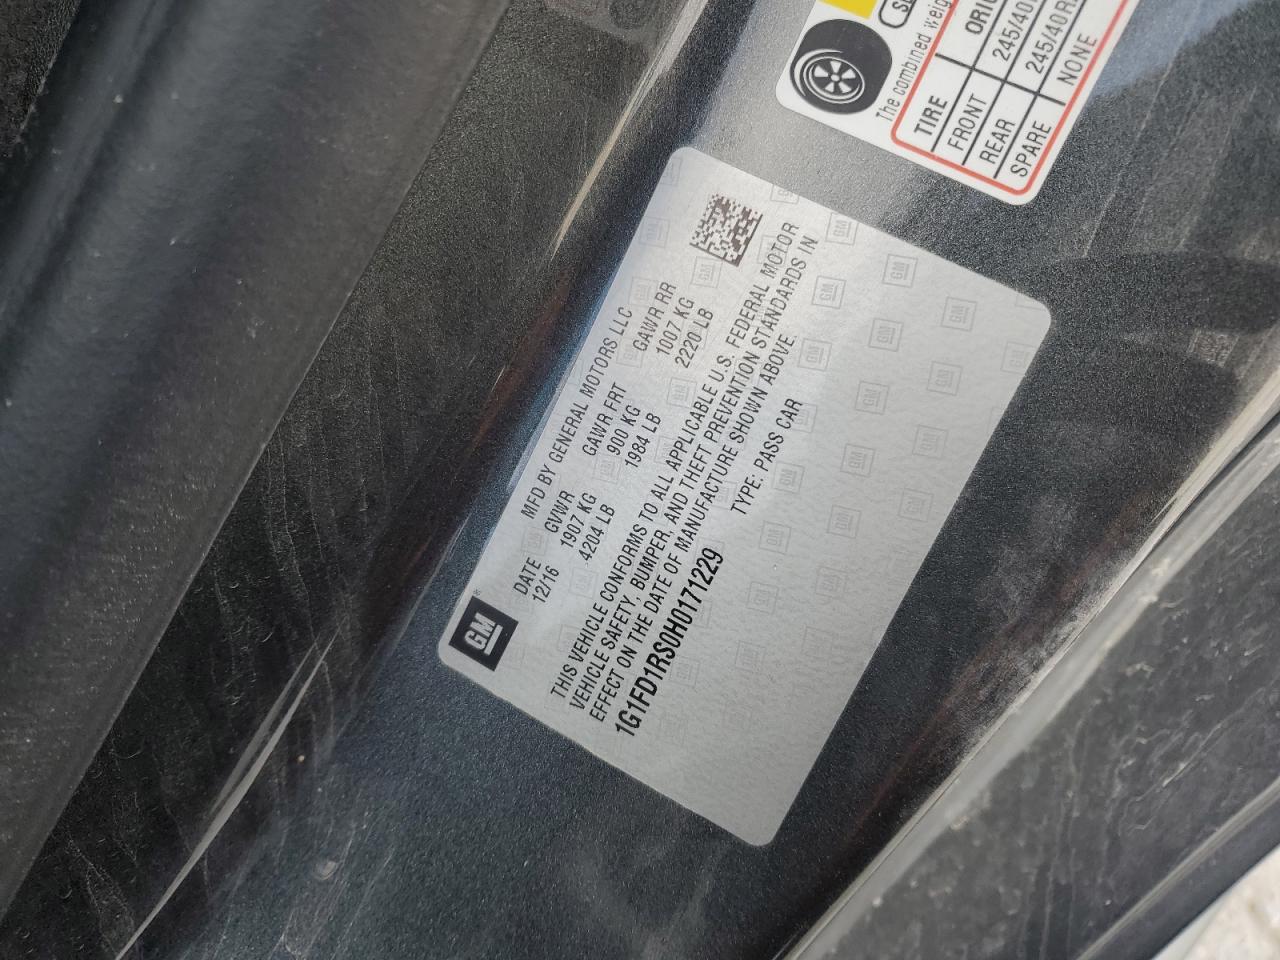 GM
DATE MFD BY GENERAL MOTORS LLC
12/16 GVWR GAWR FRT GAWR RR
1907 KG 900 KG 1007 KG
4204 LB 1984 LB 2220 LB
THIS VEHICLE CONFORMS TO ALL APPLICABLE U.S. FEDERAL MOTOR
VEHICLE SAFETY, BUMPER, AND THEFT PREVENTION STANDARDS IN
EFFECT ON THE DATE OF MANUFACTURE SHOWN ABOVE.
1G1FD1RS0H0171229 TYPE: PASS CAR
The combined
TIRE
FRONT 245/40
REAR 245/40R
SPARE NONE